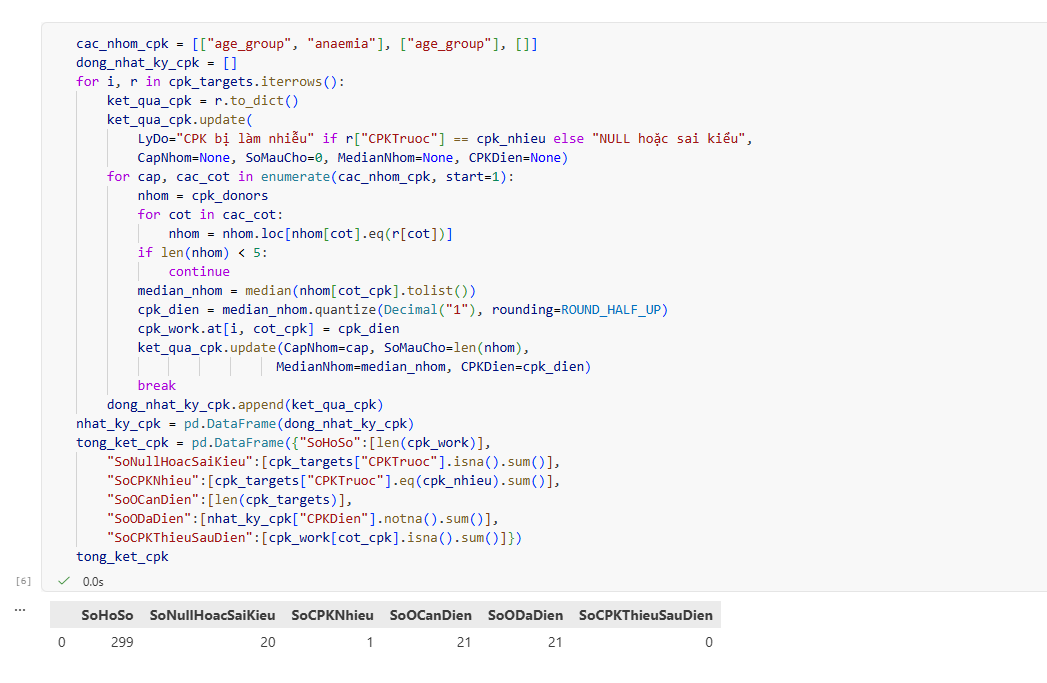 cac_nhom_cpk = [["age_group", "anaemia"], ["age_group"], []]
dong_nhat_ky_cpk = []
for i, r in cpk_targets.iterrows():
    ket_qua_cpk = r.to_dict()
    ket_qua_cpk.update(
        LyDo="CPK bị làm nhiễu" if r["CPKTruoc"] == cpk_nhieu else "NULL hoặc sai kiểu",
        CapNhom=None, SoMauCho=0, MedianNhom=None, CPKDien=None)
    for cap, cac_cot in enumerate(cac_nhom_cpk, start=1):
        nhom = cpk_donors
        for cot in cac_cot:
            nhom = nhom.loc[nhom[cot].eq(r[cot])]
        if len(nhom) < 5:
            continue
        median_nhom = median(nhom[cot_cpk].tolist())
        cpk_dien = median_nhom.quantize(Decimal("1"), rounding=ROUND_HALF_UP)
        cpk_work.at[i, cot_cpk] = cpk_dien
        ket_qua_cpk.update(CapNhom=cap, SoMauCho=len(nhom),
                          MedianNhom=median_nhom, CPKDien=cpk_dien)
        break
    dong_nhat_ky_cpk.append(ket_qua_cpk)
nhat_ky_cpk = pd.DataFrame(dong_nhat_ky_cpk)
tong_ket_cpk = pd.DataFrame({"SoHoSo":[len(cpk_work)],
    "SoNullHoacSaiKieu":[cpk_targets["CPKTruoc"].isna().sum()],
    "SoCPKNhieu":[cpk_targets["CPKTruoc"].eq(cpk_nhieu).sum()],
    "SoOCanDien":[len(cpk_targets)],
    "SoODaDien":[nhat_ky_cpk["CPKDien"].notna().sum()],
    "SoCPKThieuSauDien":[cpk_work[cot_cpk].isna().sum()]})
tong_ket_cpk
[6] ✓ 0.0s
...
SoHoSo SoNullHoacSaiKieu SoCPKNhieu SoOCanDien SoODaDien SoCPKThieuSauDien
0 299 20 1 21 21 0